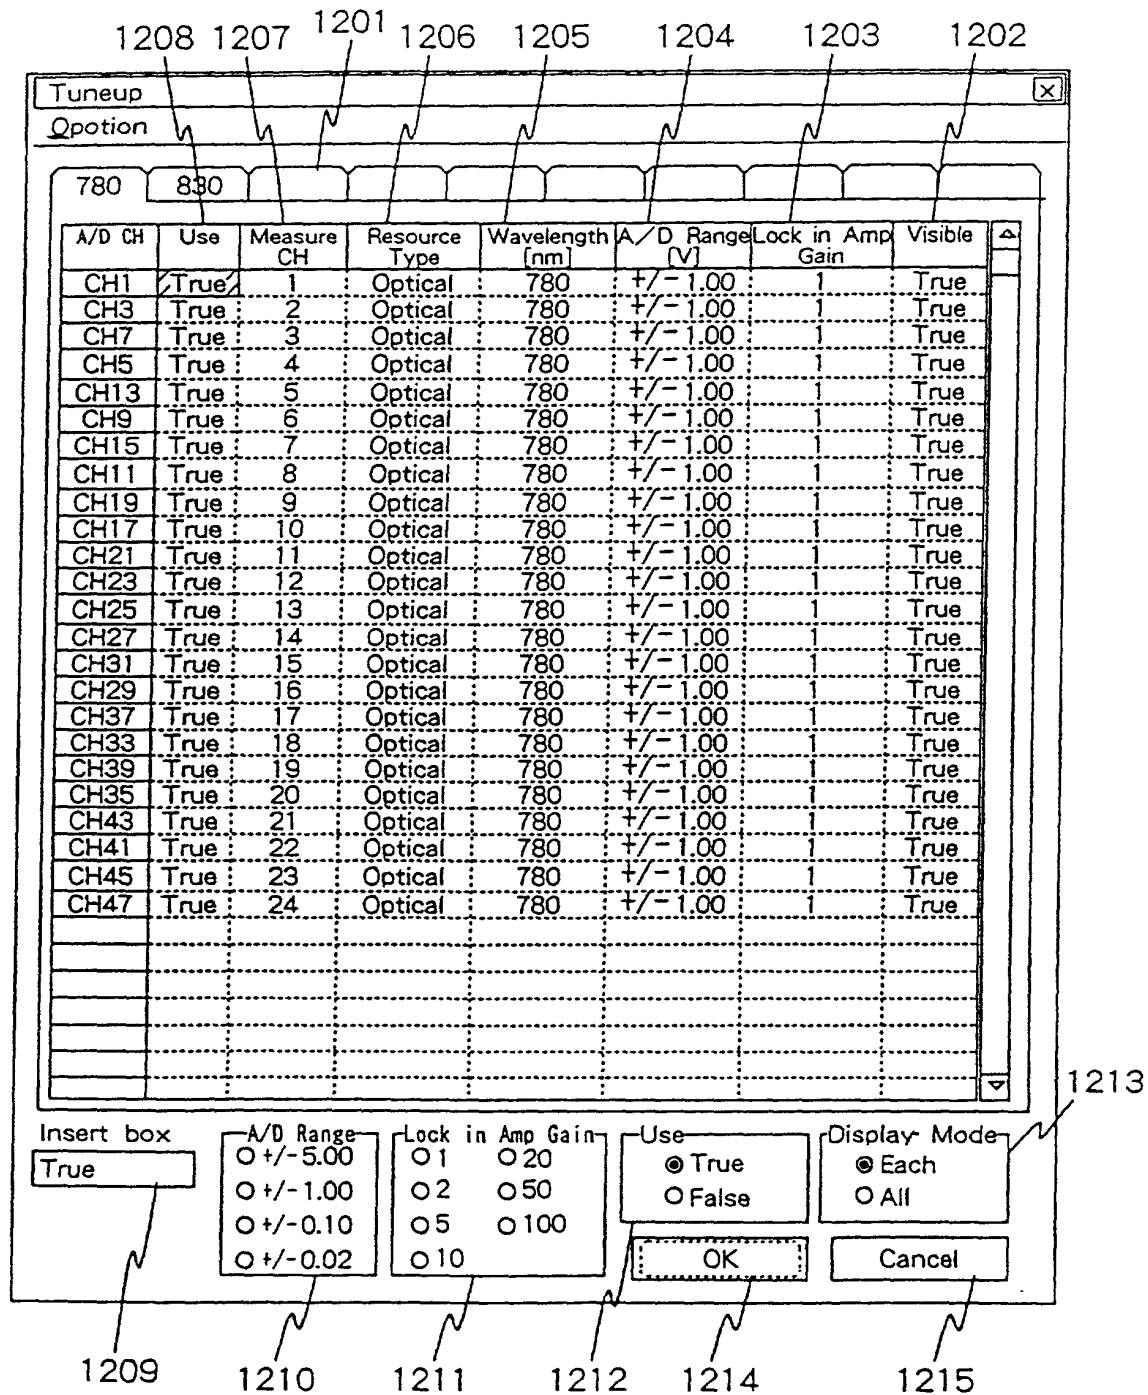 1208 1207 1201 1206 1205 1204 1203 1202
Tuneup
Opotion
780 830
A/D CH Use Measure CH Resource Type Wavelength [nm] A/D Range [V] Lock in Amp Gain Visible
CH1 True 1 Optical 780 +/-1.00 1 True
CH3 True 2 Optical 780 +/-1.00 1 True
CH7 True 3 Optical 780 +/-1.00 1 True
CH5 True 4 Optical 780 +/-1.00 1 True
CH13 True 5 Optical 780 +/-1.00 1 True
CH9 True 6 Optical 780 +/-1.00 1 True
CH15 True 7 Optical 780 +/-1.00 1 True
CH11 True 8 Optical 780 +/-1.00 1 True
CH19 True 9 Optical 780 +/-1.00 1 True
CH17 True 10 Optical 780 +/-1.00 1 True
CH21 True 11 Optical 780 +/-1.00 1 True
CH23 True 12 Optical 780 +/-1.00 1 True
CH25 True 13 Optical 780 +/-1.00 1 True
CH27 True 14 Optical 780 +/-1.00 1 True
CH31 True 15 Optical 780 +/-1.00 1 True
CH29 True 16 Optical 780 +/-1.00 1 True
CH37 True 17 Optical 780 +/-1.00 1 True
CH33 True 18 Optical 780 +/-1.00 1 True
CH39 True 19 Optical 780 +/-1.00 1 True
CH35 True 20 Optical 780 +/-1.00 1 True
CH43 True 21 Optical 780 +/-1.00 1 True
CH41 True 22 Optical 780 +/-1.00 1 True
CH45 True 23 Optical 780 +/-1.00 1 True
CH47 True 24 Optical 780 +/-1.00 1 True
1213
Insert box
True
A/D Range
+/-5.00
+/-1.00
+/-0.10
+/-0.02
Lock in Amp Gain
1 20
2 50
5 100
10
Use
True
False
Display Mode
Each
All
OK Cancel
1209 1210 1211 1212 1214 1215